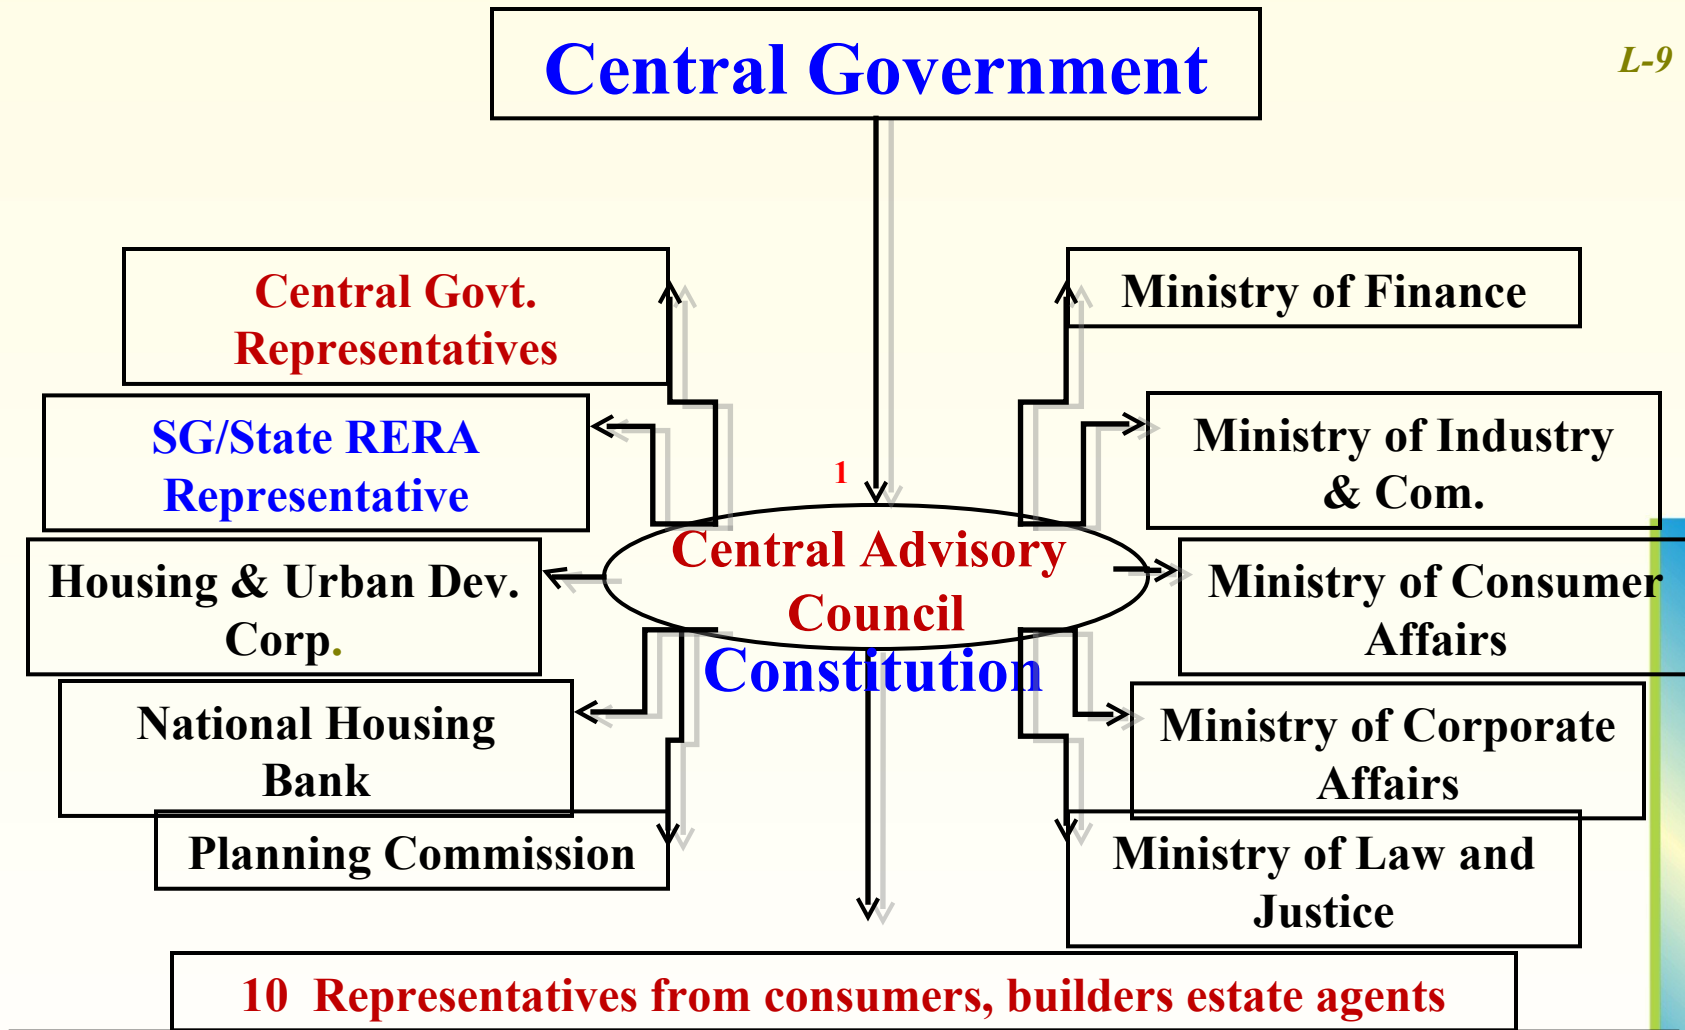 Central Government
L-9
Central Govt.
Representatives
Ministry of Finance
SG/State RERA
Representative
Ministry of Industry
& Com.
1
Central Advisory
Council
Constitution
Housing & Urban Dev.
Corp.
Ministry of Consumer
Affairs
National Housing
Bank
Ministry of Corporate
Affairs
Planning Commission
Ministry of Law and
Justice
10  Representatives from consumers, builders estate agents